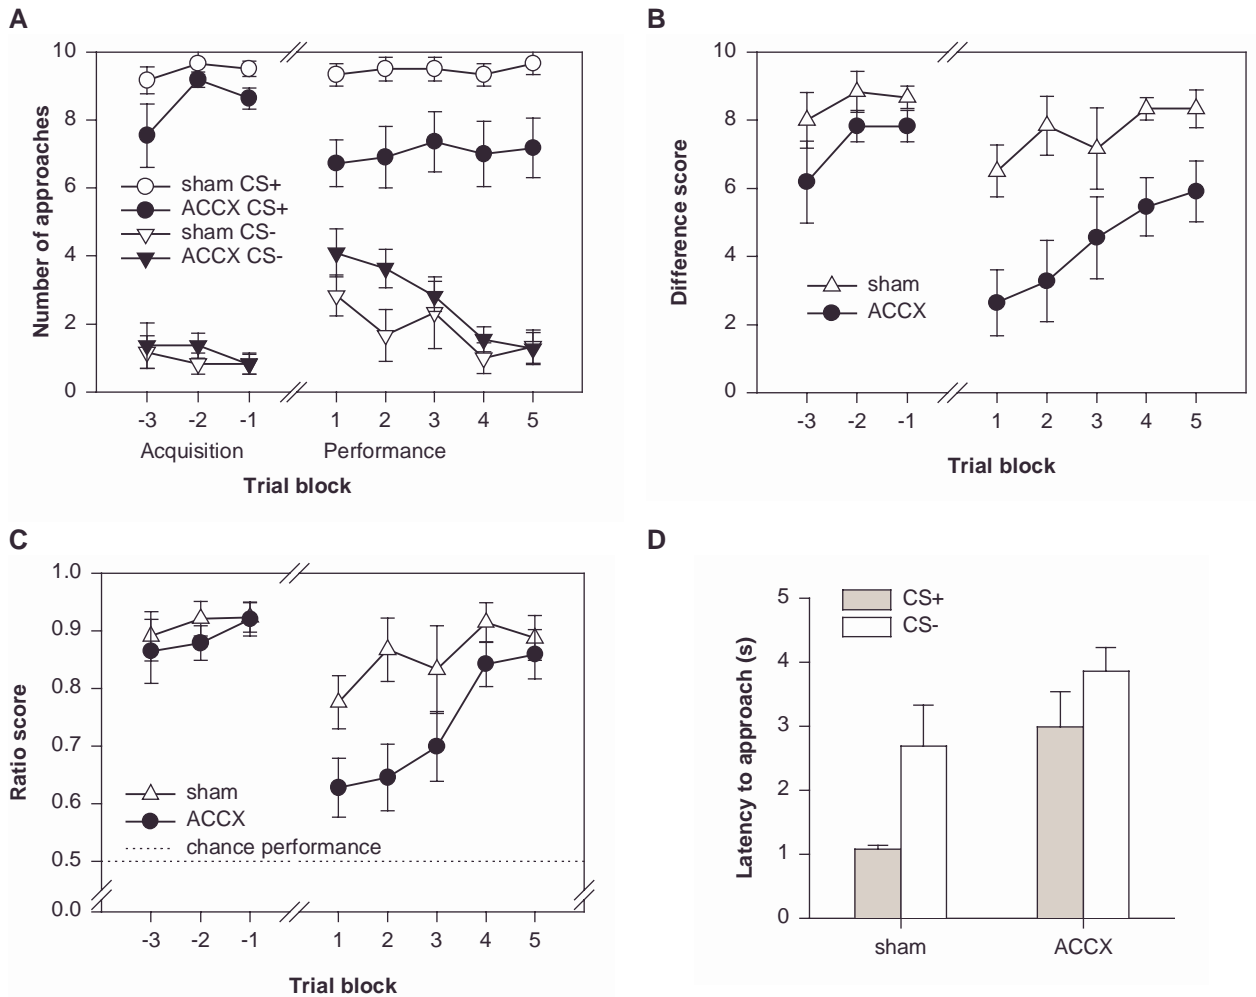 A
Number of approaches
10
8
6
4
2
0
sham CS+
ACCX CS+
sham CS-
ACCX CS-
-3 -2 -1 1 2 3 4 5
Acquisition Performance
Trial block
B
Difference score
10
8
6
4
2
0
sham
ACCX
-3 -2 -1 1 2 3 4 5
Trial block
C
Ratio score
1.0
0.9
0.8
0.7
0.6
0.5
0.0
sham
ACCX
chance performance
-3 -2 -1 1 2 3 4 5
Trial block
D
Latency to approach (s)
5
4
3
2
1
0
CS+
CS-
sham ACCX